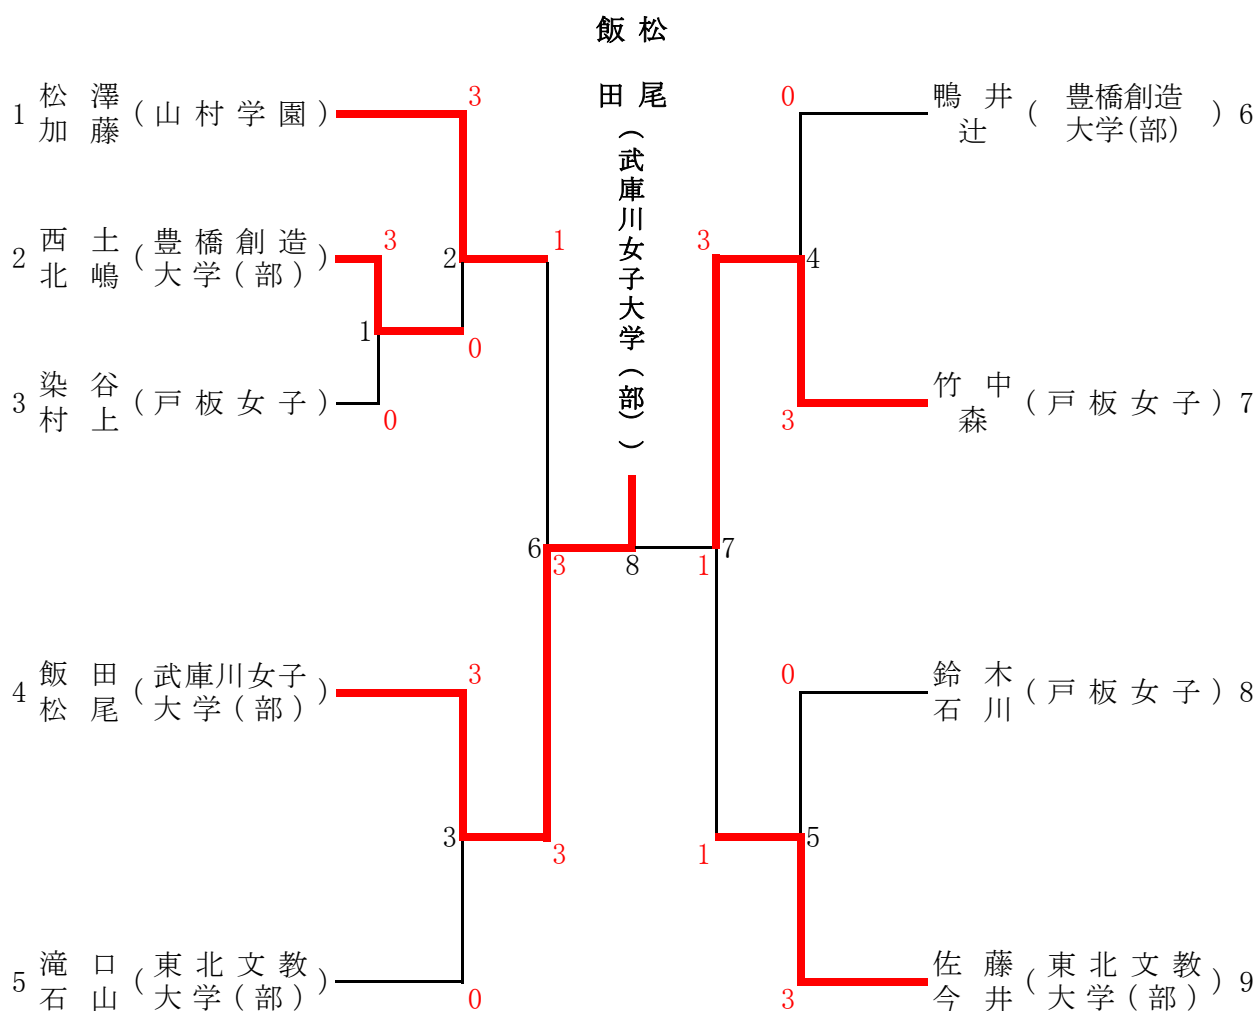 飯 松
田 尾
（武庫川女子大学（部））
1 松 澤 ( 山 村 学 園 )
加 藤
3
2 西 土 ( 豊 橋 創 造 )
北 嶋 大 学 ( 部 )
3
2
1
1
0
3 染 谷 ( 戸 板 女 子 )
村 上
0
6
3
8
4 飯 田 ( 武庫川女子 )
松 尾 大 学 ( 部 )
3
3
3
5 滝 口 ( 東 北 文 教 )
石 山 大 学 ( 部 )
0
0
鴨 井 ( 豊橋創造 ) 6
辻 大学(部)
3
4
3
竹 中 ( 戸 板 女 子 ) 7
森
1
7
0
鈴 木 ( 戸 板 女 子 ) 8
石 川
1
5
3
佐 藤 ( 東 北 文 教 ) 9
今 井 大 学 ( 部 )